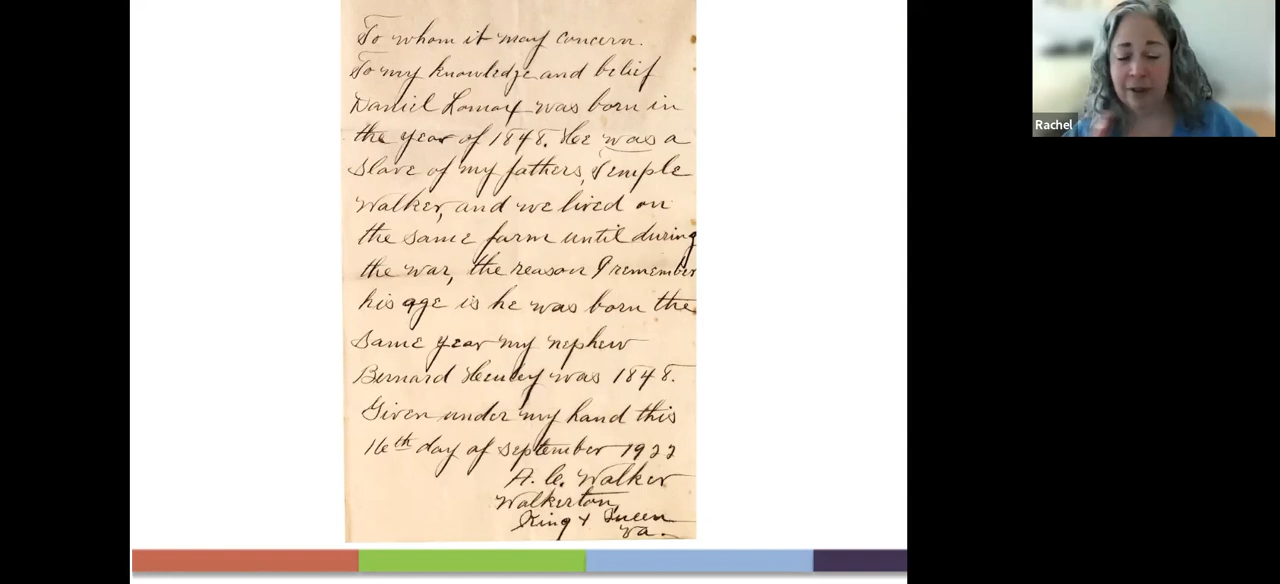 To whom it may concern.
To my knowledge and belief
Daniel Lomax was born in
the year of 1848. He was a
slave of my fathers, Temple
Walker, and we lived on
the same farm until during
the war, the reason I remember
his age is he was born the
same year my nephew
Bernard Henley was 1848.
Given under my hand this
16th day of September 1922
A. C. Walker
Walkerton
King & Queen
Va.
Rachel